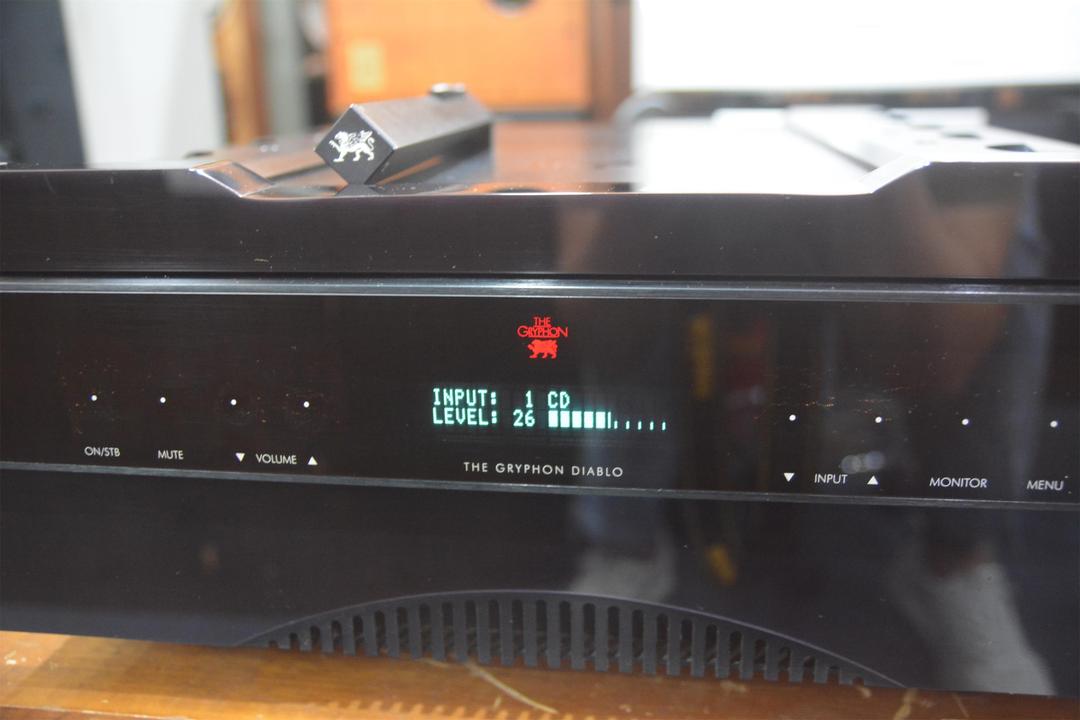 THE
GRYPHON
INPUT: 1 CD
LEVEL: 26
THE GRYPHON DIABLO
ON/STB
MUTE
▼ VOLUME ▲
▼ INPUT ▲
MONITOR
MENU